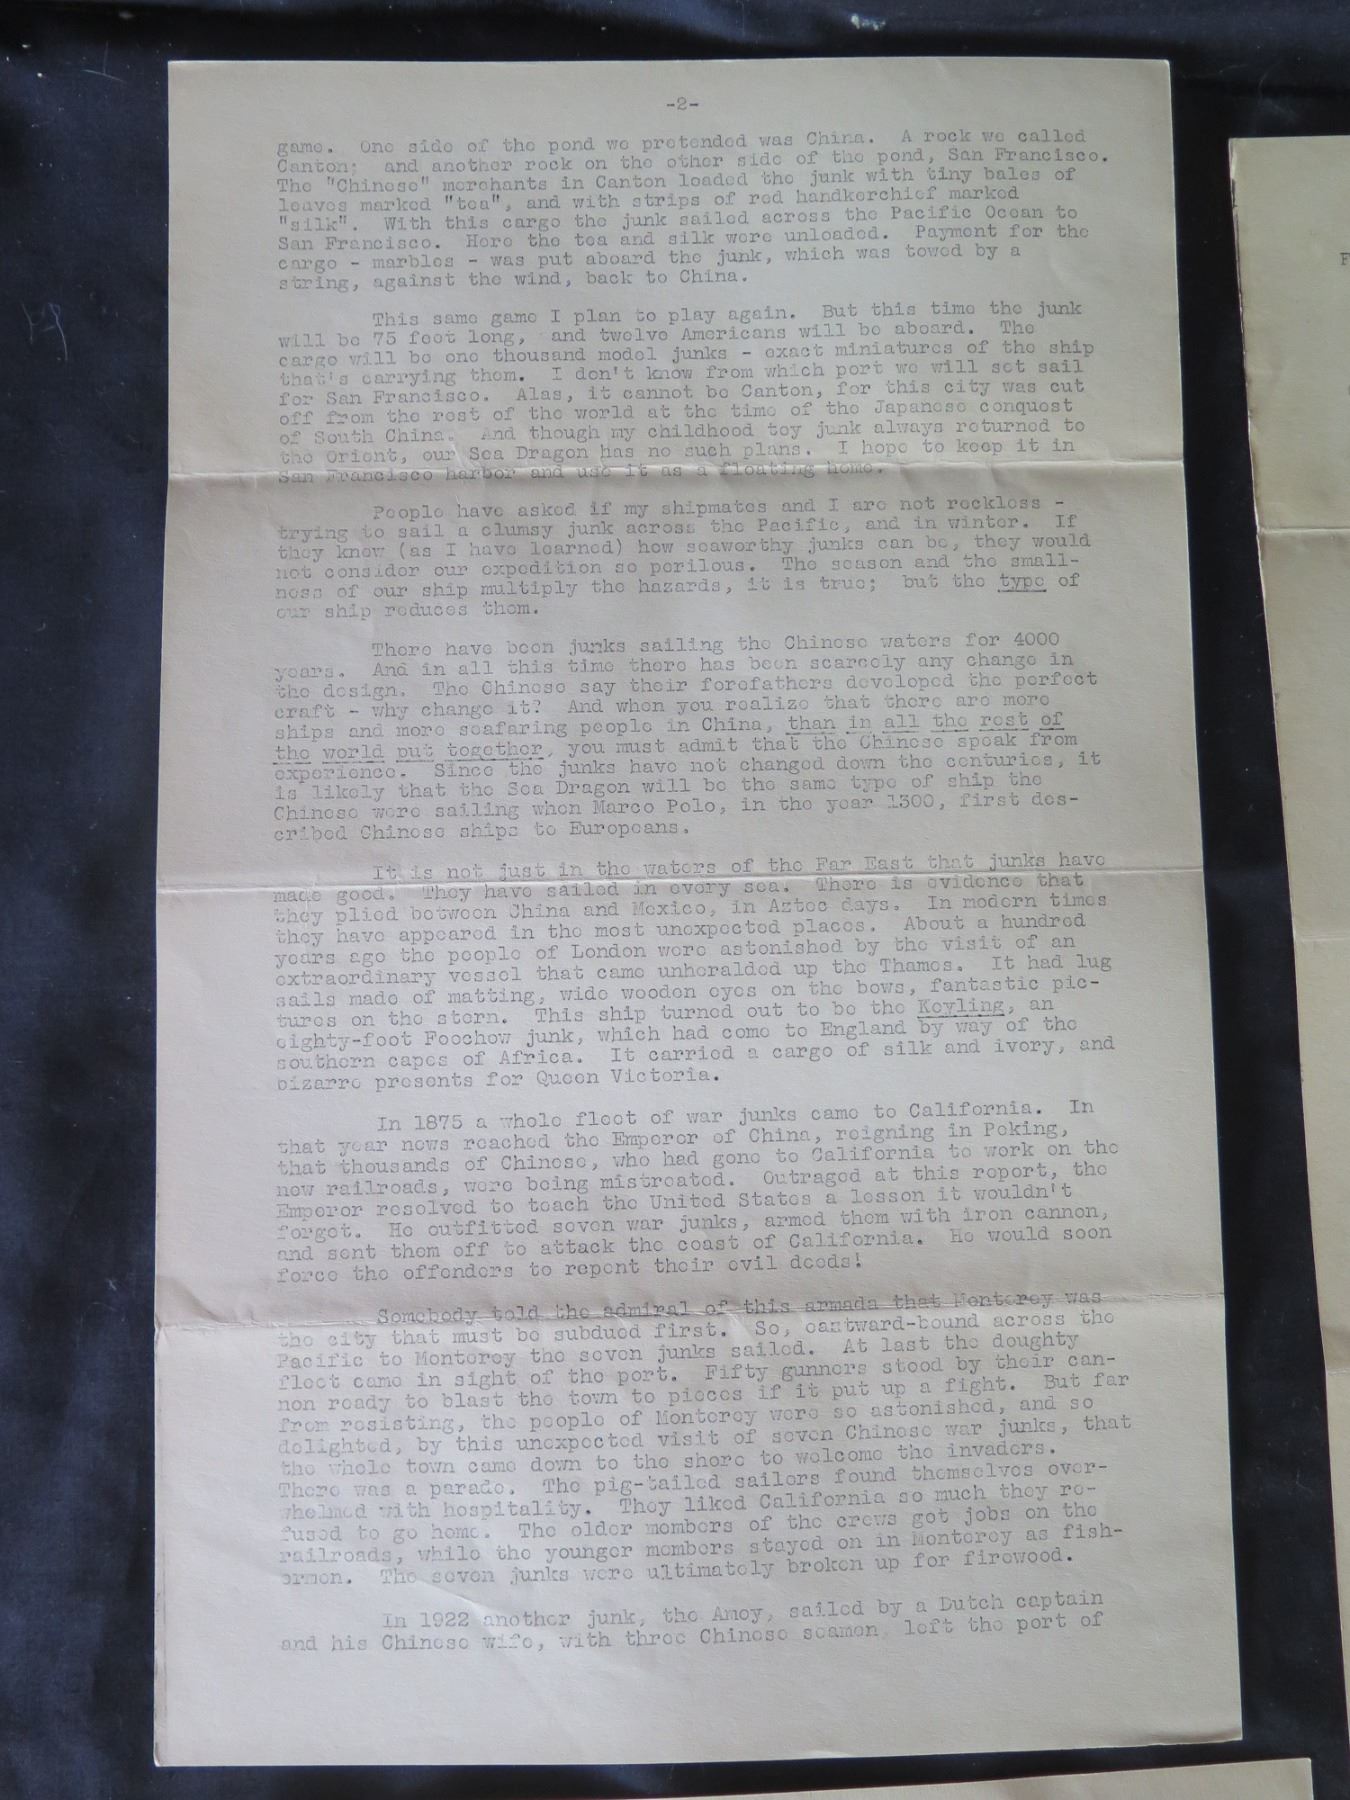 -2-
game. One side of the pond we pretended was China. A rock we called
Canton; and another rock on the other side of the pond, San Francisco.
The "Chinese" merchants in Canton loaded the junk with tiny bales of
leaves marked "tea", and with strips of red handkerchief marked
"silk". With this cargo the junk sailed across the Pacific Ocean to
San Francisco. Here the tea and silk were unloaded. Payment for the
cargo - marbles - was put aboard the junk, which was towed by a
string, against the wind, back to China.
This same game I plan to play again. But this time the junk
will be 75 feet long, and twelve Americans will be aboard. The
cargo will be one thousand model junks - exact miniatures of the ship
that's carrying them. I don't know from which port we will set sail
for San Francisco. Alas, it cannot be Canton, for this city was cut
off from the rest of the world at the time of the Japanese conquest
of South China. And though my childhood toy junk always returned to
the Orient, our Sea Dragon has no such plans. I hope to keep it in
San Francisco harbor and use it as a floating home.
People have asked if my shipmates and I are not reckless -
trying to sail a clumsy junk across the Pacific, and in winter. If
they knew (as I have learned) how seaworthy junks can be, they would
not consider our expedition so perilous. The season and the small-
ness of our ship multiply the hazards, it is true; but the type of
our ship reduces them.
There have been junks sailing the Chinese waters for 4000
years. And in all this time there has been scarcely any change in
the design. The Chinese say their forefathers developed the perfect
craft - why change it? And when you realize that there are more
ships and more seafaring people in China, than in all the rest of
the world put together, you must admit that the Chinese speak from
experience. Since the junks have not changed down the centuries, it
is likely that the Sea Dragon will be the same type of ship the
Chinese were sailing when Marco Polo, in the year 1300, first des-
cribed Chinese ships to Europeans.
It is not just in the waters of the Far East that junks have
made good. They have sailed in every sea. There is evidence that
they plied between China and Mexico, in Aztec days. In modern times
they have appeared in the most unexpected places. About a hundred
years ago the people of London were astonished by the visit of an
extraordinary vessel that came unheralded up the Thames. It had lug
sails made of matting, wide wooden eyes on the bows, fantastic pic-
tures on the stern. This ship turned out to be the Keyling, an
eighty-foot Foochow junk, which had come to England by way of the
southern capes of Africa. It carried a cargo of silk and ivory, and
bizarre presents for Queen Victoria.
In 1875 a whole fleet of war junks came to California. In
that year news reached the Emperor of China, reigning in Peking,
that thousands of Chinese, who had gone to California to work on the
new railroads, were being mistreated. Outraged at this report, the
Emperor resolved to teach the United States a lesson it wouldn't
forget. He outfitted seven war junks, armed them with iron cannon,
and sent them off to attack the coast of California. He would soon
force the offenders to repent their evil deeds!
Somebody told the admiral of this armada that Monterey was
the city that must be subdued first. So, eastward-bound across the
Pacific to Monterey the seven junks sailed. At last the doughty
fleet came in sight of the port. Fifty gunners stood by their can-
non ready to blast the town to pieces if it put up a fight. But far
from resisting, the people of Monterey were so astonished, and so
delighted, by this unexpected visit of seven Chinese war junks, that
the whole town came down to the shore to welcome the invaders.
There was a parade. The pig-tailed sailors found themselves over-
whelmed with hospitality. They liked California so much they re-
fused to go home. The older members of the crews got jobs on the
railroads, while the younger members stayed on in Monterey as fish-
ermen. The seven junks were ultimately broken up for firewood.
In 1922 another junk, the Amoy, sailed by a Dutch captain
and his Chinese wife, with three Chinese seamen left the port of